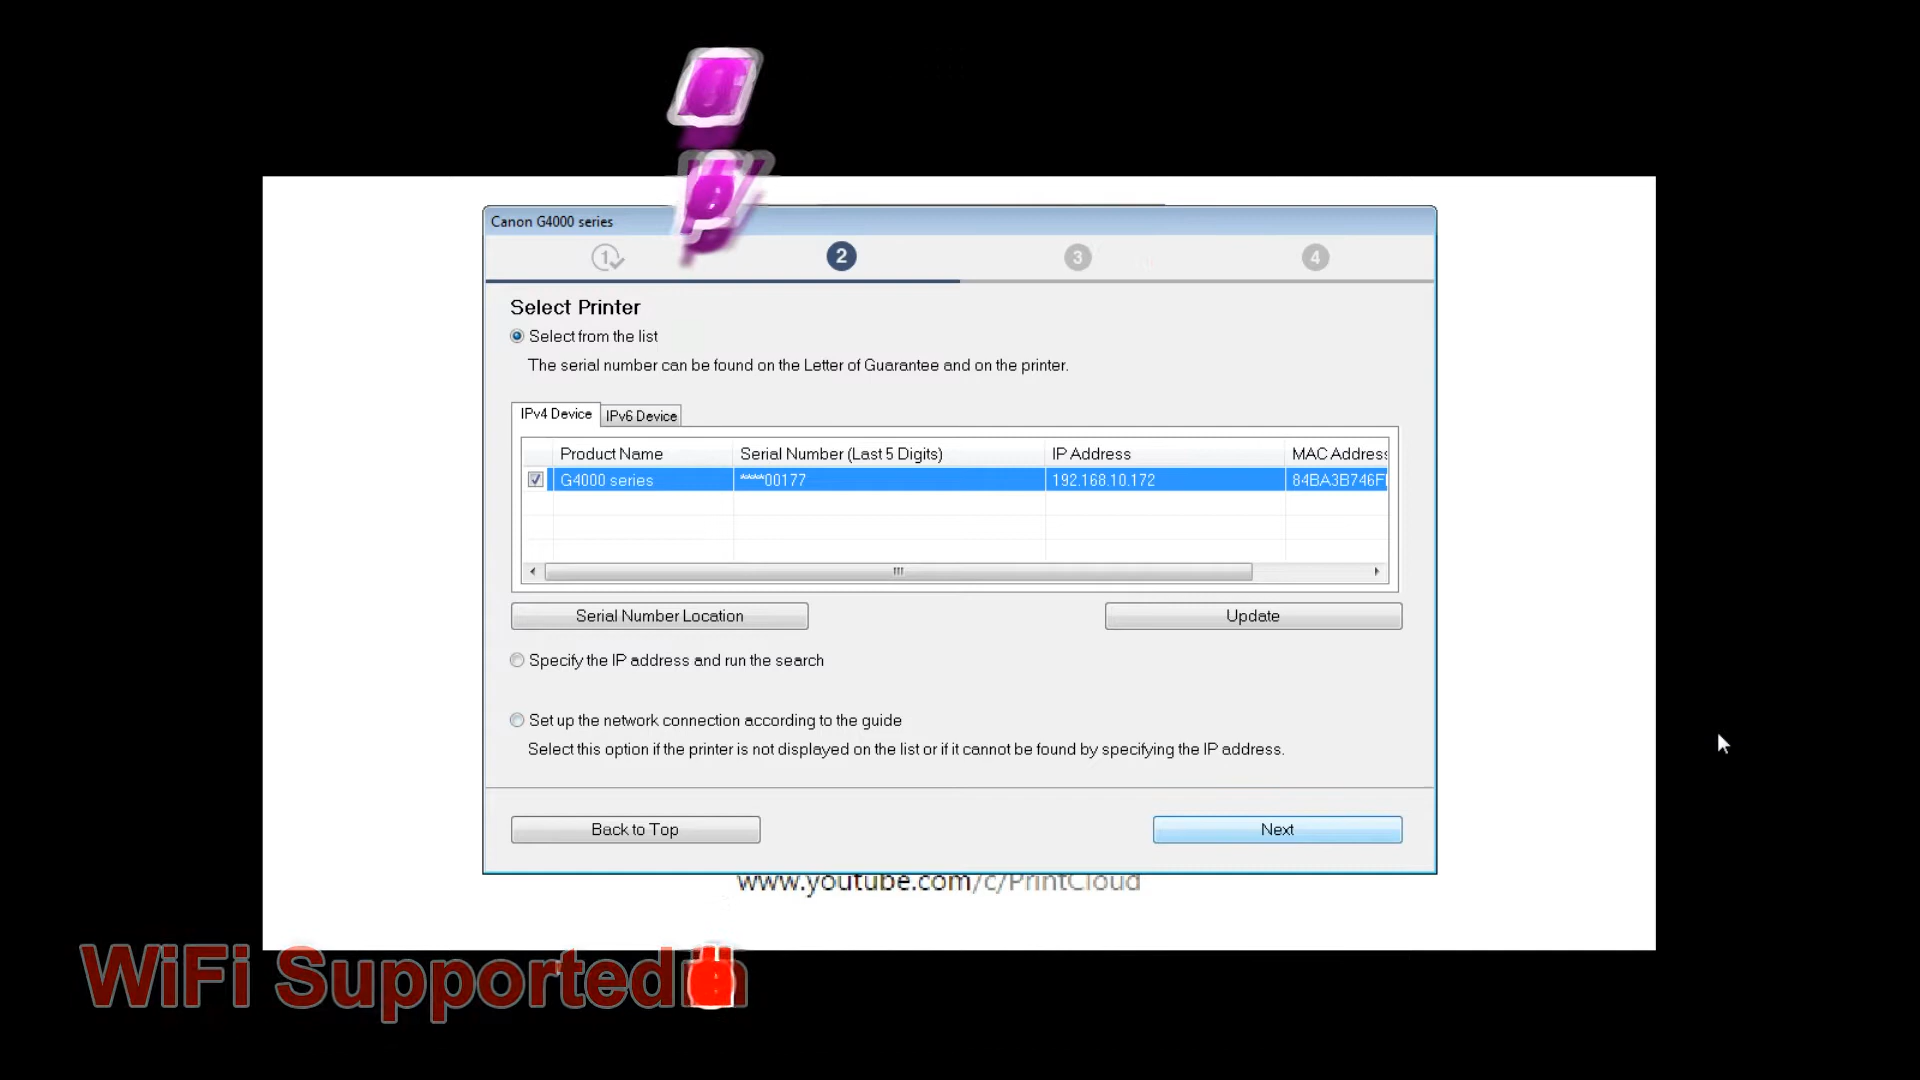 Canon G4000 series
1 2 3 4
Select Printer
Select from the list
The serial number can be found on the Letter of Guarantee and on the printer.
IPv4 Device IPv6 Device
Product Name Serial Number (Last 5 Digits) IP Address MAC Address
G4000 series ****00177 192.168.10.172 84BA3B746F
Serial Number Location Update
Specify the IP address and run the search
Set up the network connection according to the guide
Select this option if the printer is not displayed on the list or if it cannot be found by specifying the IP address.
Back to Top Next
www.youtube.com/c/PrintCloud
WiFi Supported